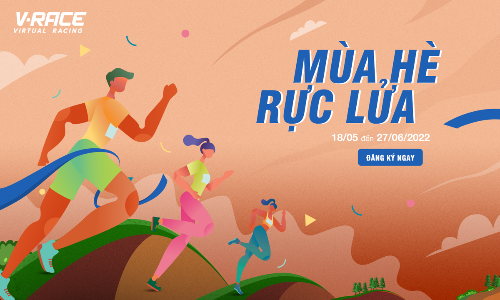 V-RACE
VIRTUAL RACING
MÙA HÈ
RỰC LỬA
18/05 đến 27/06/2022
ĐĂNG KÝ NGAY